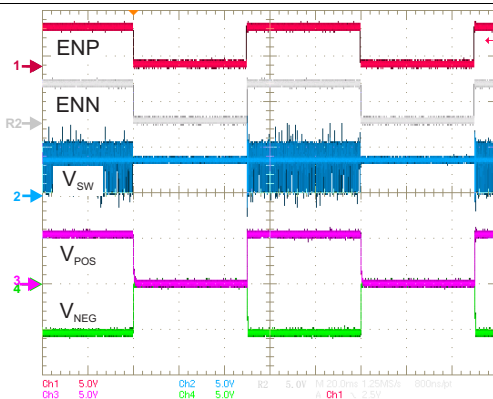 ENP
1
ENN
R2
V_SW
2
V_POS
3
4
V_NEG
Ch1 5.0V Ch2 5.0V R2 5.0V M 20.0ms 1.25MS/s 800ns/pt
Ch3 5.0V Ch4 5.0V A Ch1 2.5V